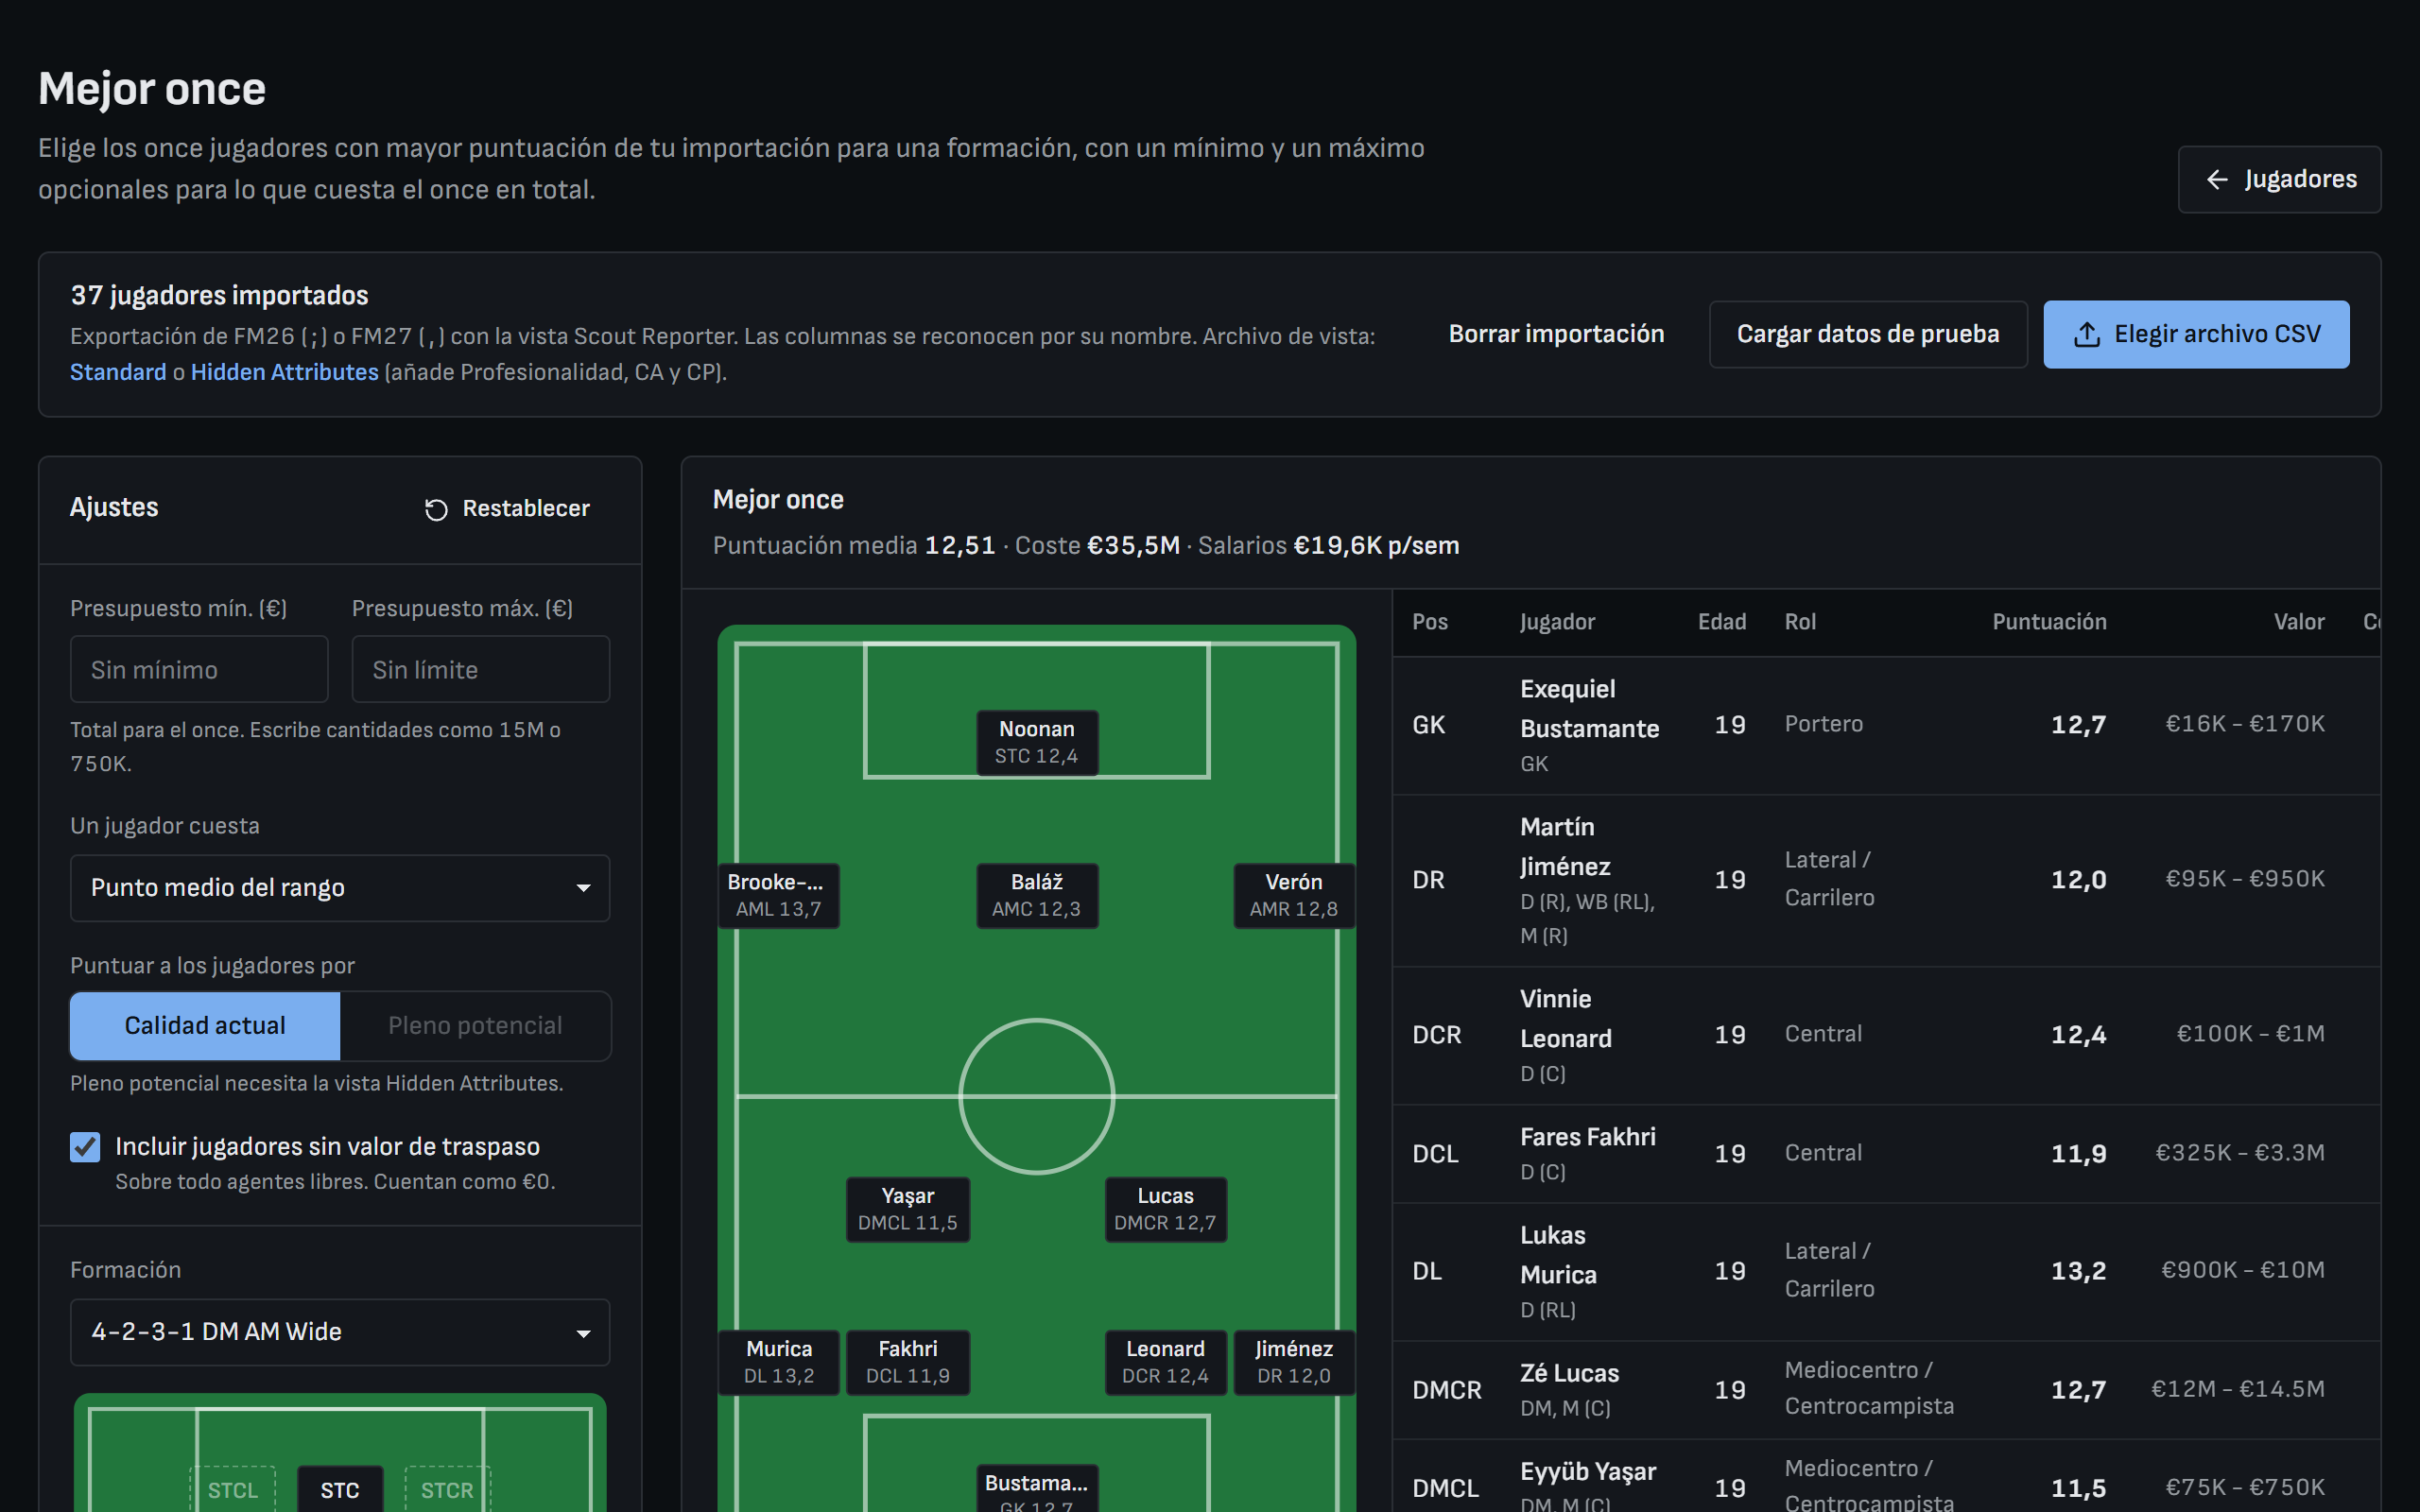 Mejor once
Elige los once jugadores con mayor puntuación de tu importación para una formación, con un mínimo y un máximo
opcionales para lo que cuesta el once en total.
Jugadores
37 jugadores importados
Exportación de FM26 (;) o FM27 (,) con la vista Scout Reporter. Las columnas se reconocen por su nombre. Archivo de vista:
Standard o Hidden Attributes (añade Profesionalidad, CA y CP).
Borrar importación
Cargar datos de prueba
Elegir archivo CSV
Ajustes
Restablecer
Presupuesto mín. (€)
Presupuesto máx. (€)
Sin mínimo
Sin límite
Total para el once. Escribe cantidades como 15M o
750K.
Un jugador cuesta
Punto medio del rango
Puntuar a los jugadores por
Calidad actual
Pleno potencial
Pleno potencial necesita la vista Hidden Attributes.
Incluir jugadores sin valor de traspaso
Sobre todo agentes libres. Cuentan como €0.
Formación
4-2-3-1 DM AM Wide
STCL
STC
STCR
Mejor once
Puntuación media 12,51 · Coste €35,5M · Salarios €19,6K p/sem
Noonan
STC 12,4
Brooke-...
AML 13,7
Baláž
AMC 12,3
Verón
AMR 12,8
Yaşar
DMCL 11,5
Lucas
DMCR 12,7
Murica
DL 13,2
Fakhri
DCL 11,9
Leonard
DCR 12,4
Jiménez
DR 12,0
Bustama...
GK 12,7
Pos Jugador Edad Rol Puntuación Valor
GK
Exequiel
Bustamante
GK
19
Portero
12,7
€16K - €170K
DR
Martín
Jiménez
D (R), WB (RL),
M (R)
19
Lateral /
Carrilero
12,0
€95K - €950K
DCR
Vinnie
Leonard
D (C)
19
Central
12,4
€100K - €1M
DCL
Fares Fakhri
D (C)
19
Central
11,9
€325K - €3.3M
DL
Lukas
Murica
D (RL)
19
Lateral /
Carrilero
13,2
€900K - €10M
DMCR
Zé Lucas
DM, M (C)
19
Mediocentro /
Centrocampista
12,7
€12M - €14.5M
DMCL
Eyyüb Yaşar
DM, M (C)
19
Mediocentro /
Centrocampista
11,5
€75K - €750K